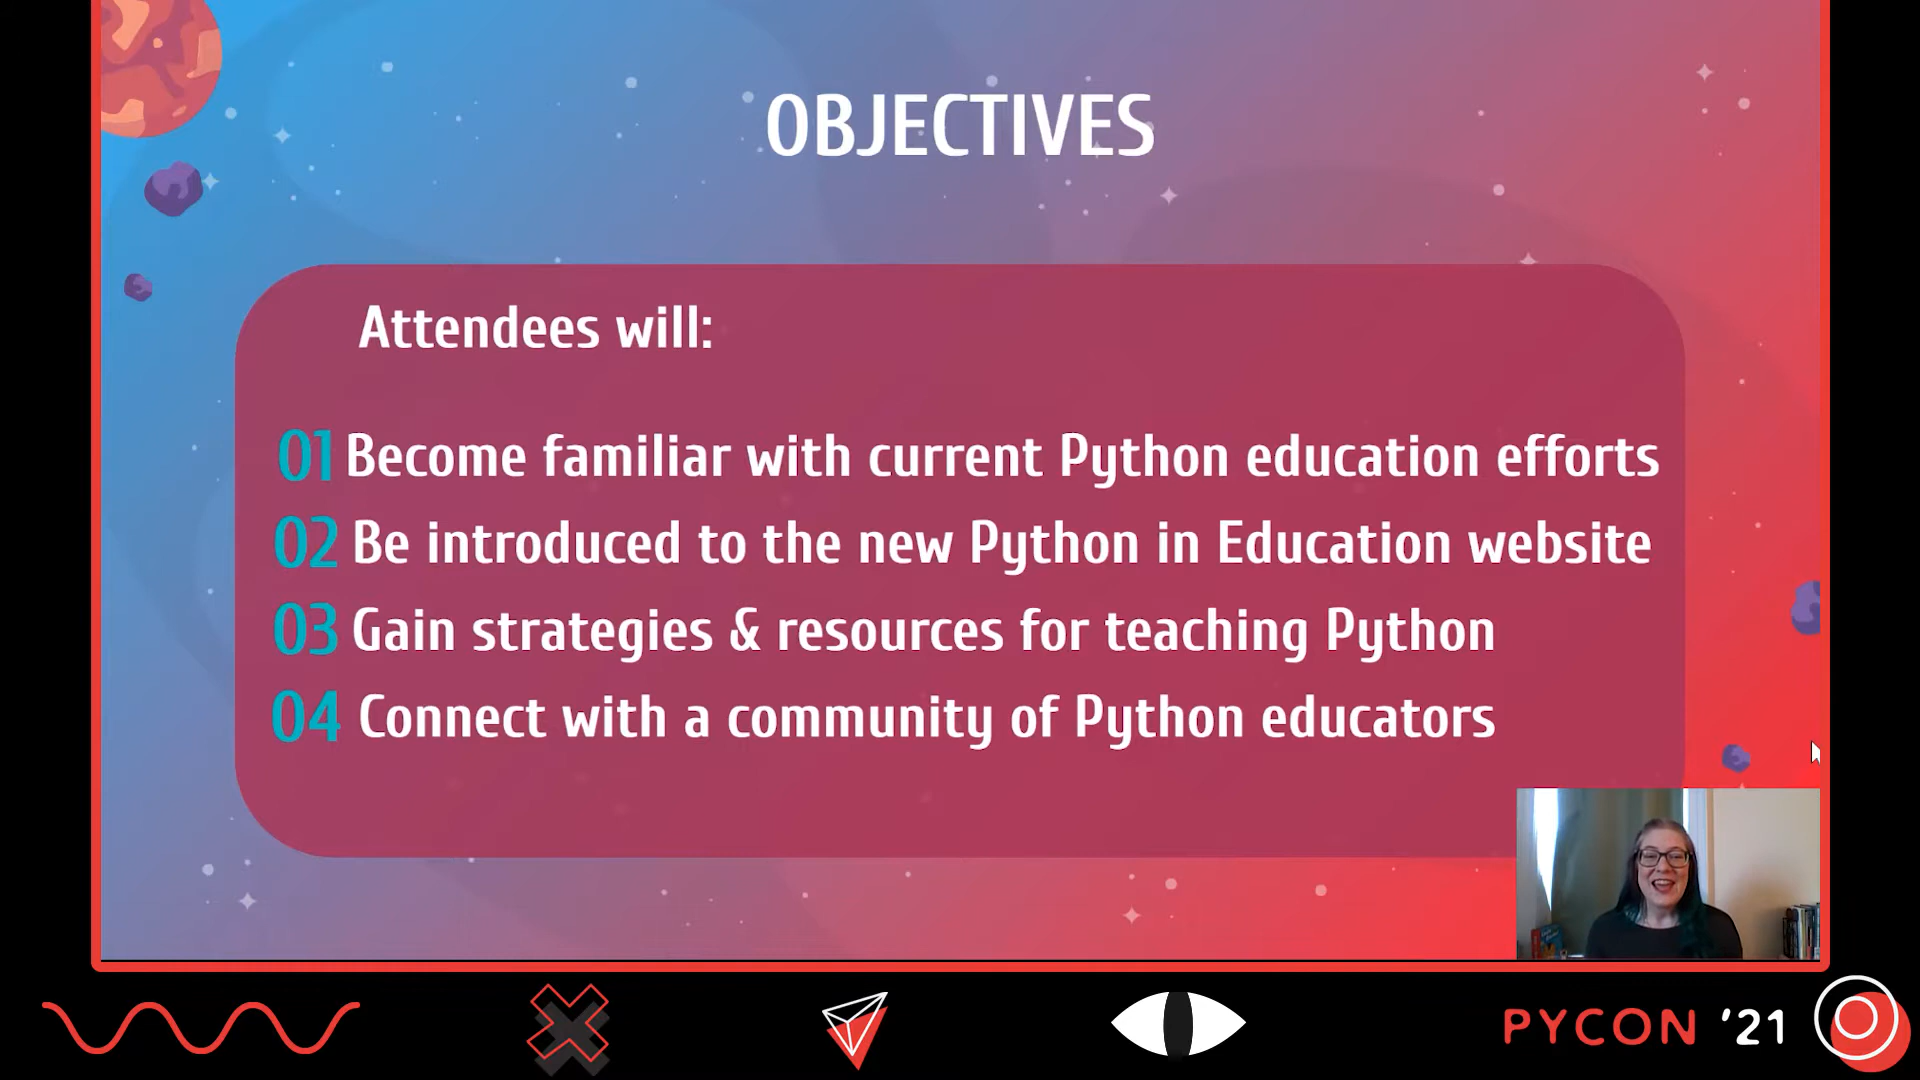 OBJECTIVES
Attendees will:
01 Become familiar with current Python education efforts
02 Be introduced to the new Python in Education website
03 Gain strategies & resources for teaching Python
04 Connect with a community of Python educators
PYCON '21